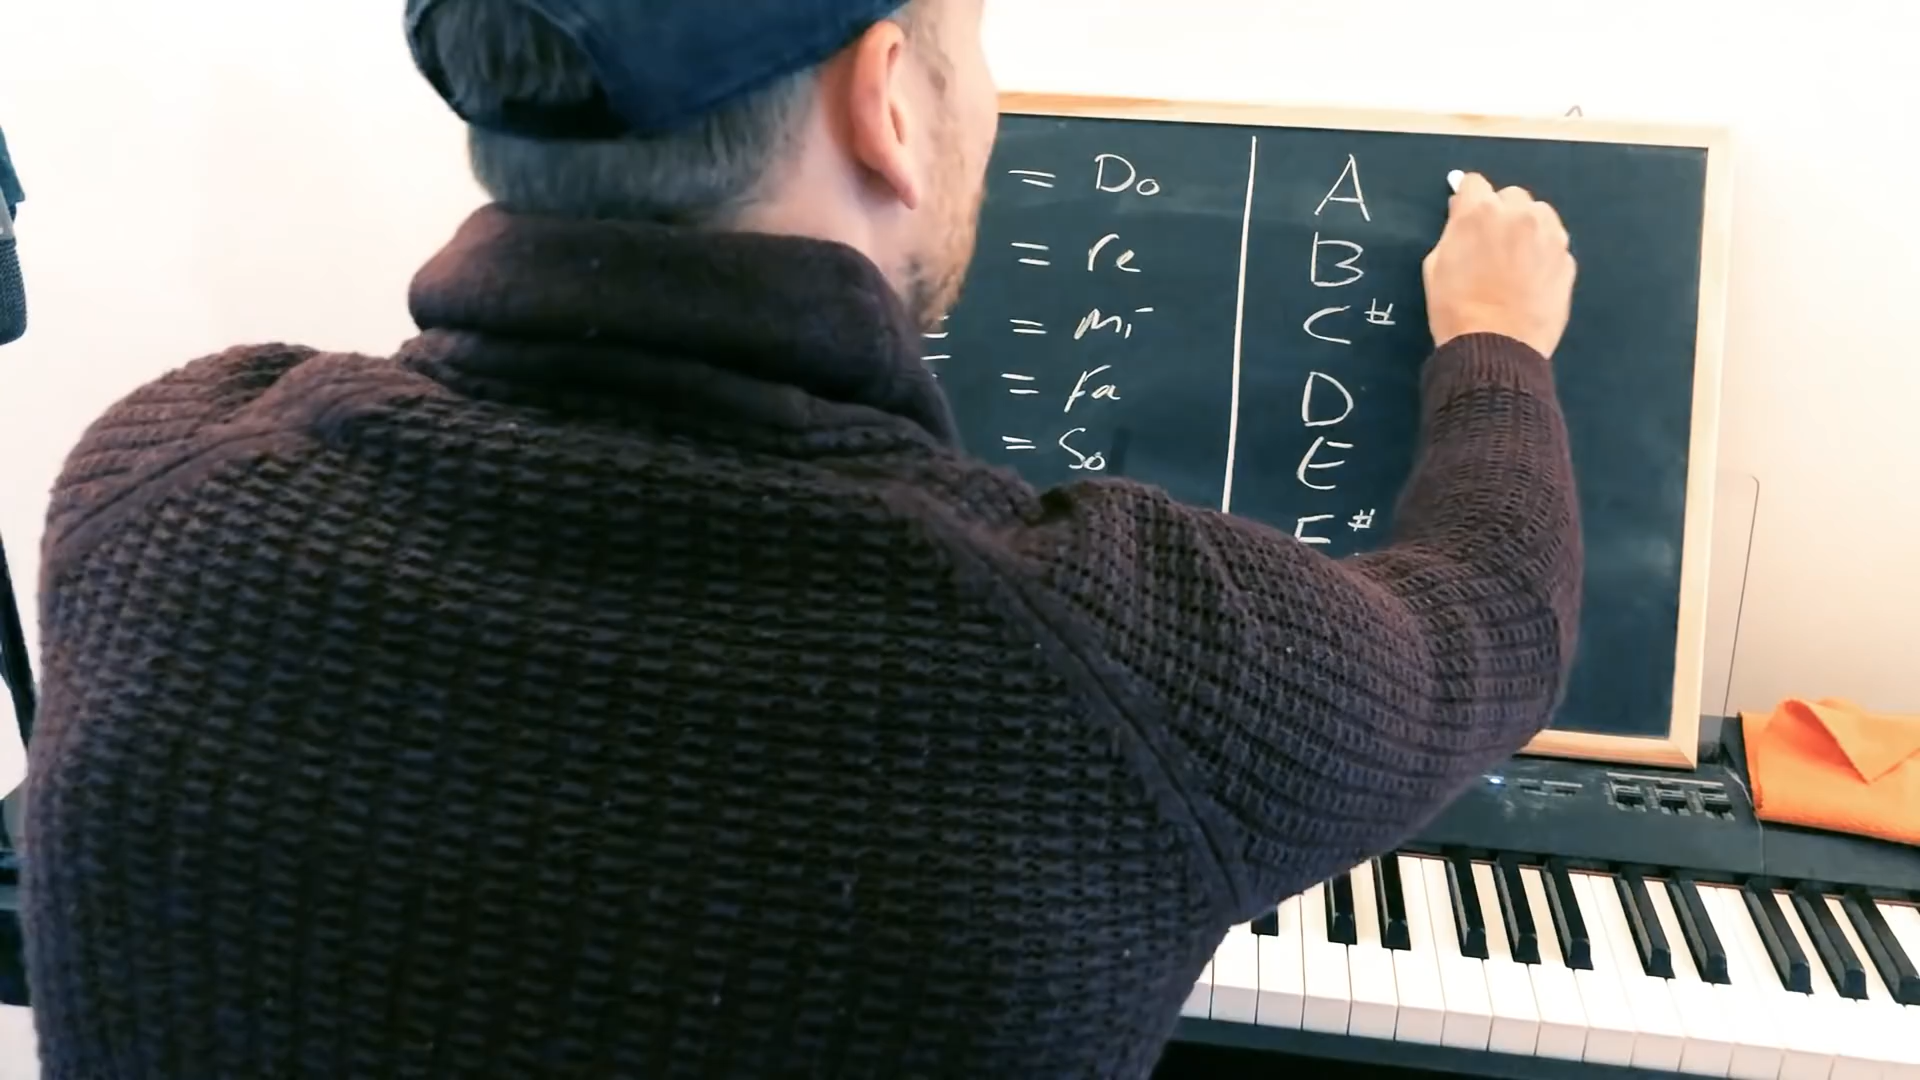 = Do
= re
= mi
= Fa
= So
A
B
C#
D
E
F#